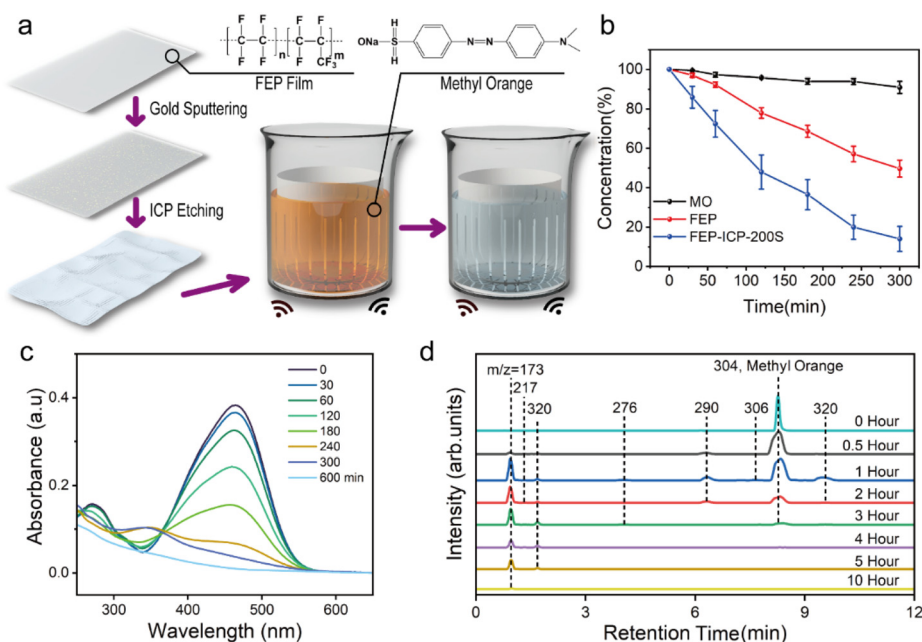 a
F F F F
C C C C
n m
F F F CF3
FEP Film
H
ONa S N=N N
H
Methyl Orange
Gold Sputtering
ICP Etching
b
Concentration(%)
100
80
60
40
20
0
MO
FEP
FEP-ICP-200S
0 50 100 150 200 250 300
Time(min)
c
Absorbance (a.u)
0.4
0.2
0.0
0
30
60
120
180
240
300
600 min
300 400 500 600
Wavelength (nm)
d
Intensity (arb.units)
304, Methyl Orange
m/z=173
217
320 276 290 306 320
0 Hour
0.5 Hour
1 Hour
2 Hour
3 Hour
4 Hour
5 Hour
10 Hour
0 3 6 9 12
Retention Time (min)